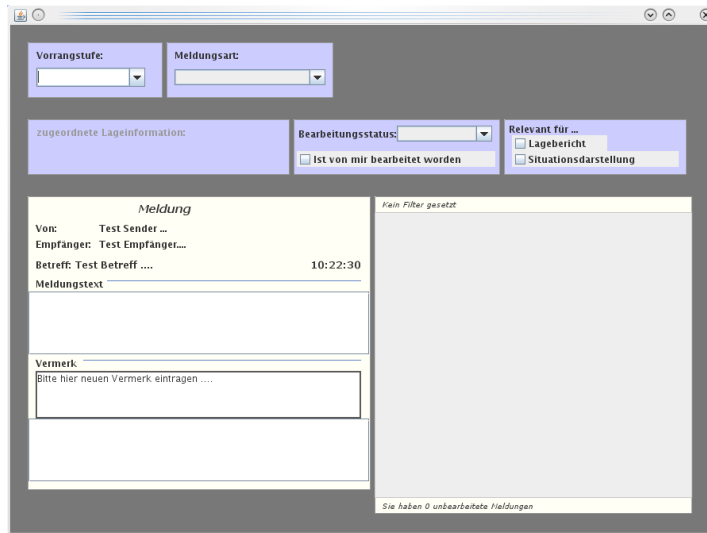 Vorrangstufe:
Meldungsart:
zugeordnete Lageinformation:
Bearbeitungsstatus:
Ist von mir bearbeitet worden
Relevant für ...
Lagebericht
Situationsdarstellung
Meldung
Von: Test Sender ...
Empfänger: Test Empfänger....
Betreff: Test Betreff .... 10:22:30
Meldungstext
Vermerk
Bitte hier neuen Vermerk eintragen ....
Kein Filter gesetzt
Sie haben 0 unbearbeitete Meldungen